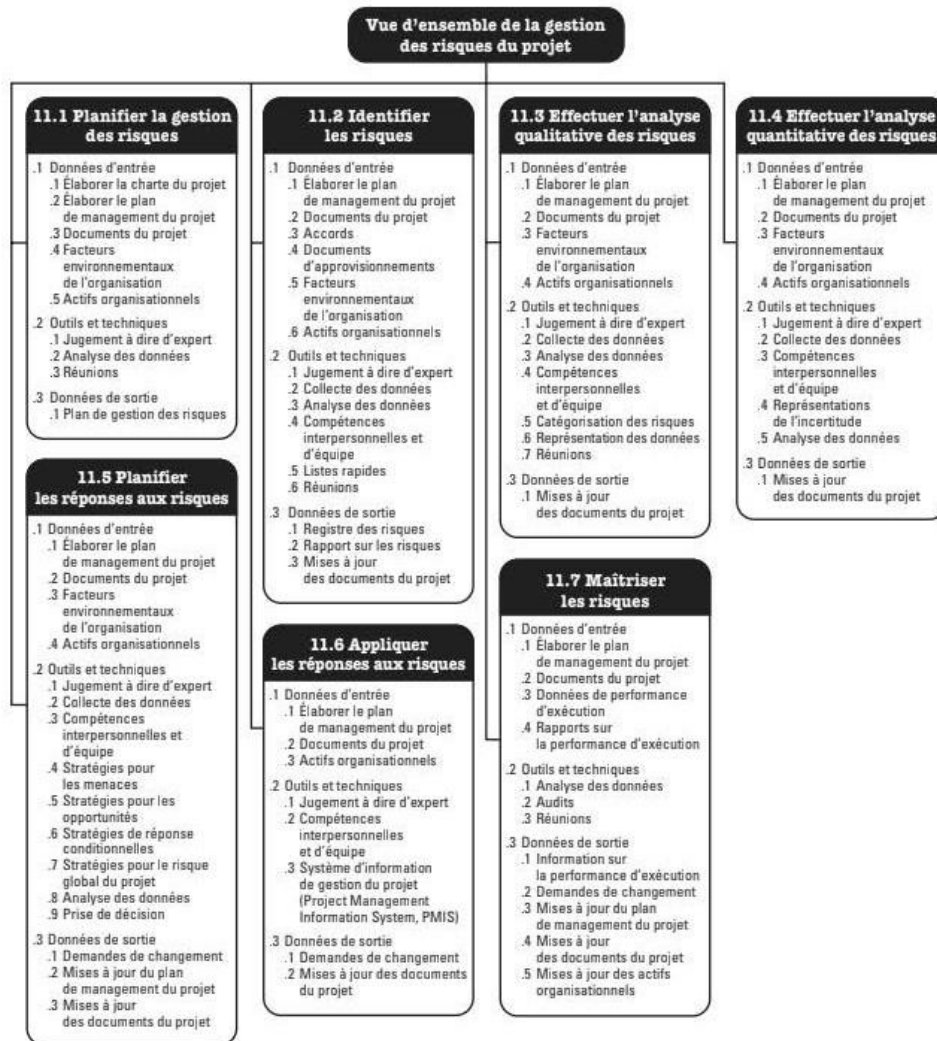 Vue d'ensemble de la gestion
des risques du projet
11.1 Planifier la gestion
des risques
.1 Données d'entrée
.1 Élaborer la charte du projet
.2 Élaborer le plan
de management du projet
.3 Documents du projet
.4 Facteurs
environnementaux
de l'organisation
.5 Actifs organisationnels
.2 Outils et techniques
.1 Jugement à dire d'expert
.2 Analyse des données
.3 Réunions
.3 Données de sortie
.1 Plan de gestion des risques
11.2 Identifier
les risques
.1 Données d'entrée
.1 Élaborer le plan
de management du projet
.2 Documents du projet
.3 Accords
.4 Documents
d'approvisionnements
.5 Facteurs
environnementaux
de l'organisation
.6 Actifs organisationnels
.2 Outils et techniques
.1 Jugement à dire d'expert
.2 Collecte des données
.3 Analyse des données
.4 Compétences
interpersonnelles et
d'équipe
.5 Listes rapides
.6 Réunions
.3 Données de sortie
.1 Registre des risques
.2 Rapport sur les risques
.3 Mises à jour
des documents du projet
11.3 Effectuer l'analyse
qualitative des risques
.1 Données d'entrée
.1 Élaborer le plan
de management du projet
.2 Documents du projet
.3 Facteurs
environnementaux
de l'organisation
.4 Actifs organisationnels
.2 Outils et techniques
.1 Jugement à dire d'expert
.2 Collecte des données
.3 Analyse des données
.4 Compétences
interpersonnelles
et d'équipe
.5 Catégorisation des risques
.6 Représentation des données
.7 Réunions
.3 Données de sortie
.1 Mises à jour
des documents du projet
11.4 Effectuer l'analyse
quantitative des risques
.1 Données d'entrée
.1 Élaborer le plan
de management du projet
.2 Documents du projet
.3 Facteurs
environnementaux
de l'organisation
.4 Actifs organisationnels
.2 Outils et techniques
.1 Jugement à dire d'expert
.2 Collecte des données
.3 Compétences
interpersonnelles
et d'équipe
.4 Représentations
de l'incertitude
.5 Analyse des données
.3 Données de sortie
.1 Mises à jour
des documents du projet
11.5 Planifier
les réponses aux risques
.1 Données d'entrée
.1 Élaborer le plan
de management du projet
.2 Documents du projet
.3 Facteurs
environnementaux
de l'organisation
.4 Actifs organisationnels
.2 Outils et techniques
.1 Jugement à dire d'expert
.2 Collecte des données
.3 Compétences
interpersonnelles et
d'équipe
.4 Stratégies pour
les menaces
.5 Stratégies pour les
opportunités
.6 Stratégies de réponse
conditionnelles
.7 Stratégies pour le risque
global du projet
.8 Analyse des données
.9 Prise de décision
.3 Données de sortie
.1 Demandes de changement
.2 Mises à jour du plan
de management du projet
.3 Mises à jour
des documents du projet
11.6 Appliquer
les réponses aux risques
.1 Données d'entrée
.1 Élaborer le plan
de management du projet
.2 Documents du projet
.3 Actifs organisationnels
.2 Outils et techniques
.1 Jugement à dire d'expert
.2 Compétences
interpersonnelles
et d'équipe
.3 Système d'information
de gestion du projet
(Project Management
Information System, PMIS)
.3 Données de sortie
.1 Demandes de changement
.2 Mises à jour des documents
du projet
11.7 Maîtriser
les risques
.1 Données d'entrée
.1 Élaborer le plan
de management du projet
.2 Documents du projet
.3 Données de performance
d'exécution
.4 Rapports sur
la performance d'exécution
.2 Outils et techniques
.1 Analyse des données
.2 Audits
.3 Réunions
.3 Données de sortie
.1 Information sur
la performance d'exécution
.2 Demandes de changement
.3 Mises à jour du plan
de management du projet
.4 Mises à jour
des documents du projet
.5 Mises à jour des actifs
organisationnels